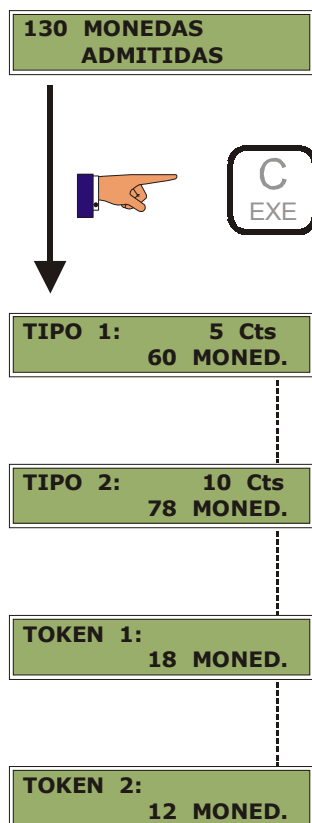 130 MONEDAS
ADMITIDAS
C
EXE
TIPO 1: 5 Cts
60 MONED.
TIPO 2: 10 Cts
78 MONED.
TOKEN 1:
18 MONED.
TOKEN 2:
12 MONED.